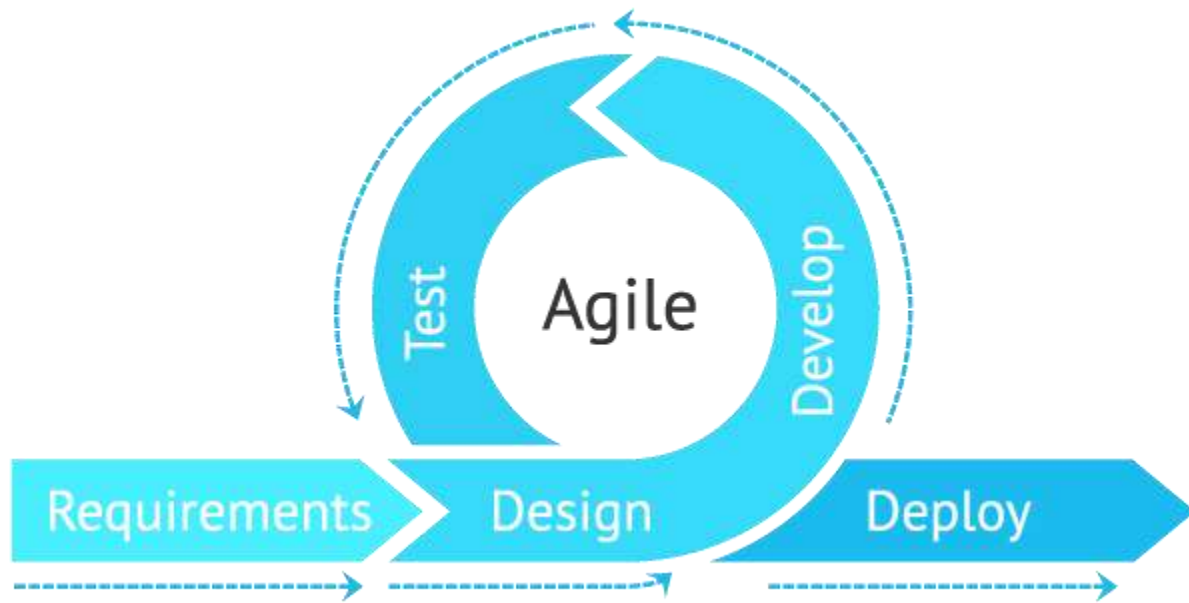 Agile
Test
Develop
Requirements
Design
Deploy